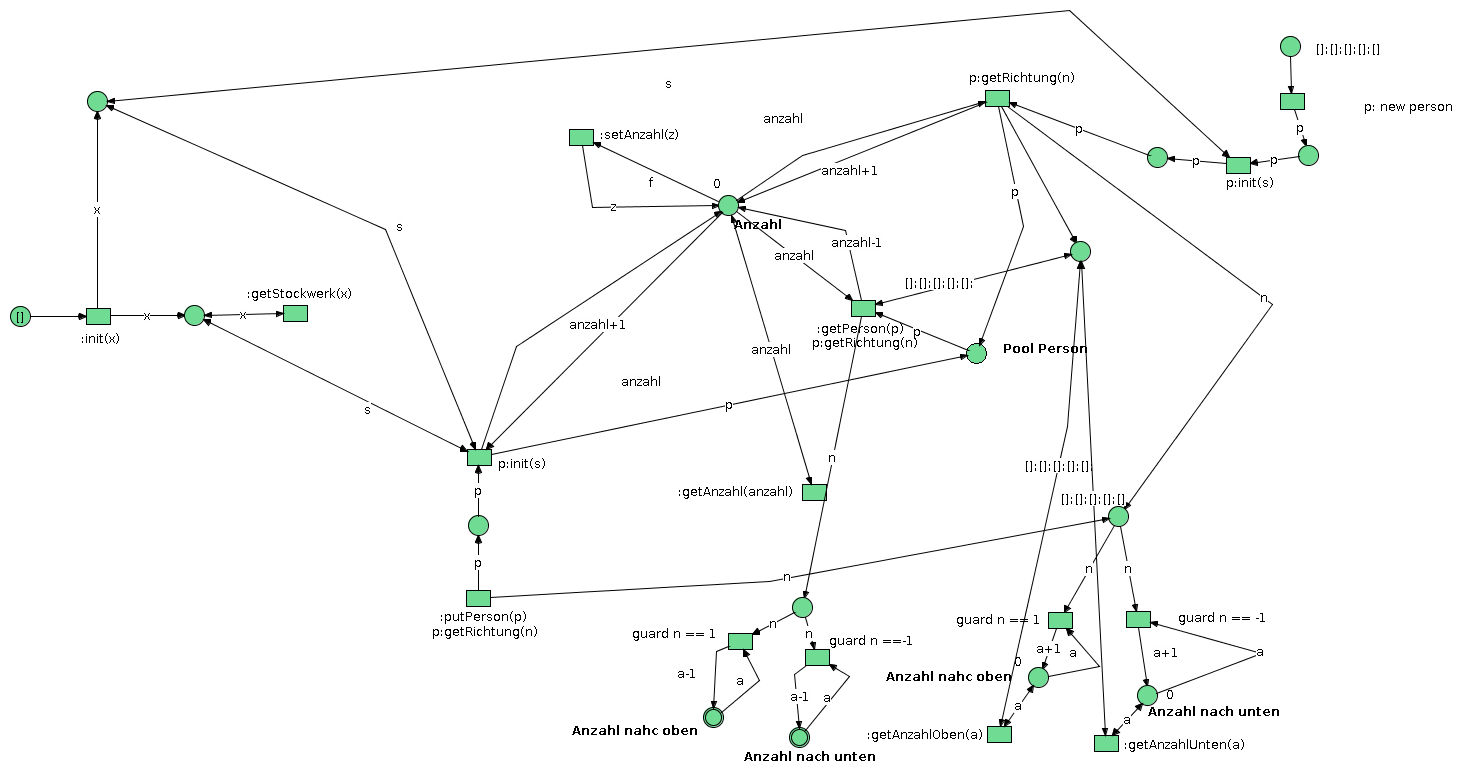 [];[];[];[];[]
p:getRichtung(n)
s
p: new person
anzahl
p
p
:setAnzahl(z)
p
p
anzahl+1
f
0
p:init(s)
p
x
z
Anzahl
s
anzahl-1
anzahl
[];[];[];[];[];
:getStockwerk(x)
n
[]
x
x
:init(x)
anzahl+1
:getPerson(p)
p
p:getRichtung(n)
anzahl
Pool Person
anzahl
s
p
n
p:init(s)
[];[];[];[];[];
p
:getAnzahl(anzahl)
[];[];[];[];[]
p
n
n
n
:putPerson(p)
p:getRichtung(n)
n
n
guard n == 1
guard n ==-1
guard n == 1
guard n == -1
a+1
a
a+1
a
0
a-1
a
Anzahl nahc oben
a-1
a
0
a
Anzahl nach unten
a
Anzahl nahc oben
:getAnzahlOben(a)
:getAnzahlUnten(a)
Anzahl nach unten